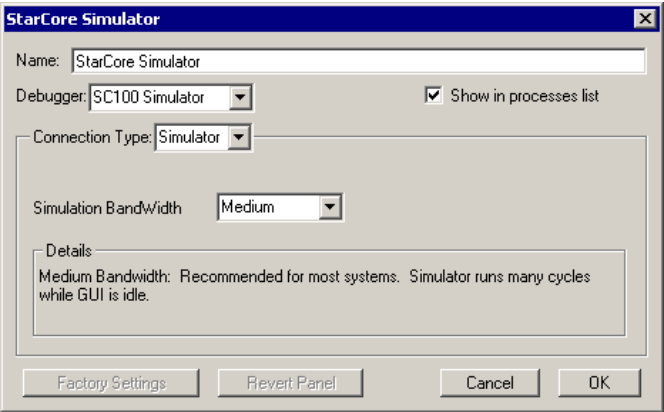 StarCore Simulator
Name: StarCore Simulator
Debugger: SC100 Simulator Show in processes list
Connection Type: Simulator
Simulation BandWidth Medium
Details
Medium Bandwidth: Recommended for most systems. Simulator runs many cycles
while GUI is idle.
Factory Settings Revert Panel Cancel OK